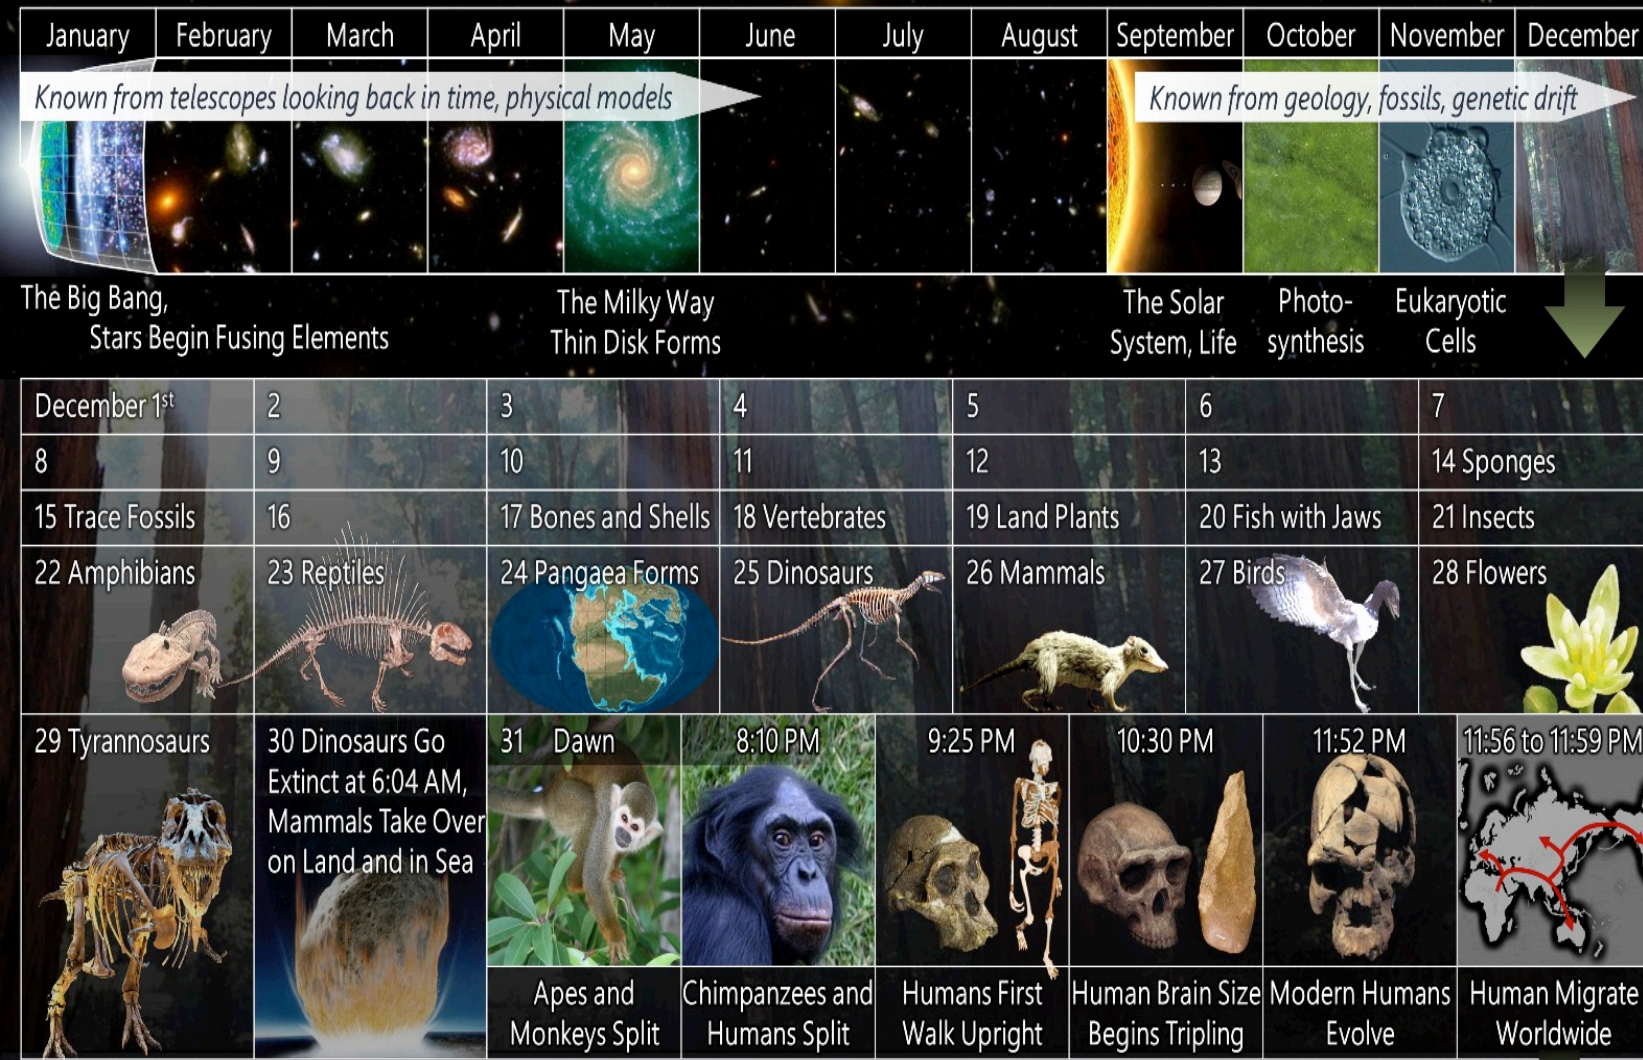 January February March April May June July August September October November December
Known from telescopes looking back in time, physical models
Known from geology, fossils, genetic drift
The Big Bang,
Stars Begin Fusing Elements
The Milky Way
Thin Disk Forms
The Solar
System, Life
Photo-
synthesis
Eukaryotic
Cells
December 1st 2 3 4 5 6 7
8 9 10 11 12 13 14 Sponges
15 Trace Fossils 16 17 Bones and Shells 18 Vertebrates 19 Land Plants 20 Fish with Jaws 21 Insects
22 Amphibians 23 Reptiles 24 Pangaea Forms 25 Dinosaurs 26 Mammals 27 Birds 28 Flowers
29 Tyrannosaurs
30 Dinosaurs Go
Extinct at 6:04 AM,
Mammals Take Over
on Land and in Sea
31 Dawn
Apes and
Monkeys Split
8:10 PM
Chimpanzees and
Humans Split
9:25 PM
Humans First
Walk Upright
10:30 PM
Human Brain Size
Begins Tripling
11:52 PM
Modern Humans
Evolve
11:56 to 11:59 PM
Human Migrate
Worldwide